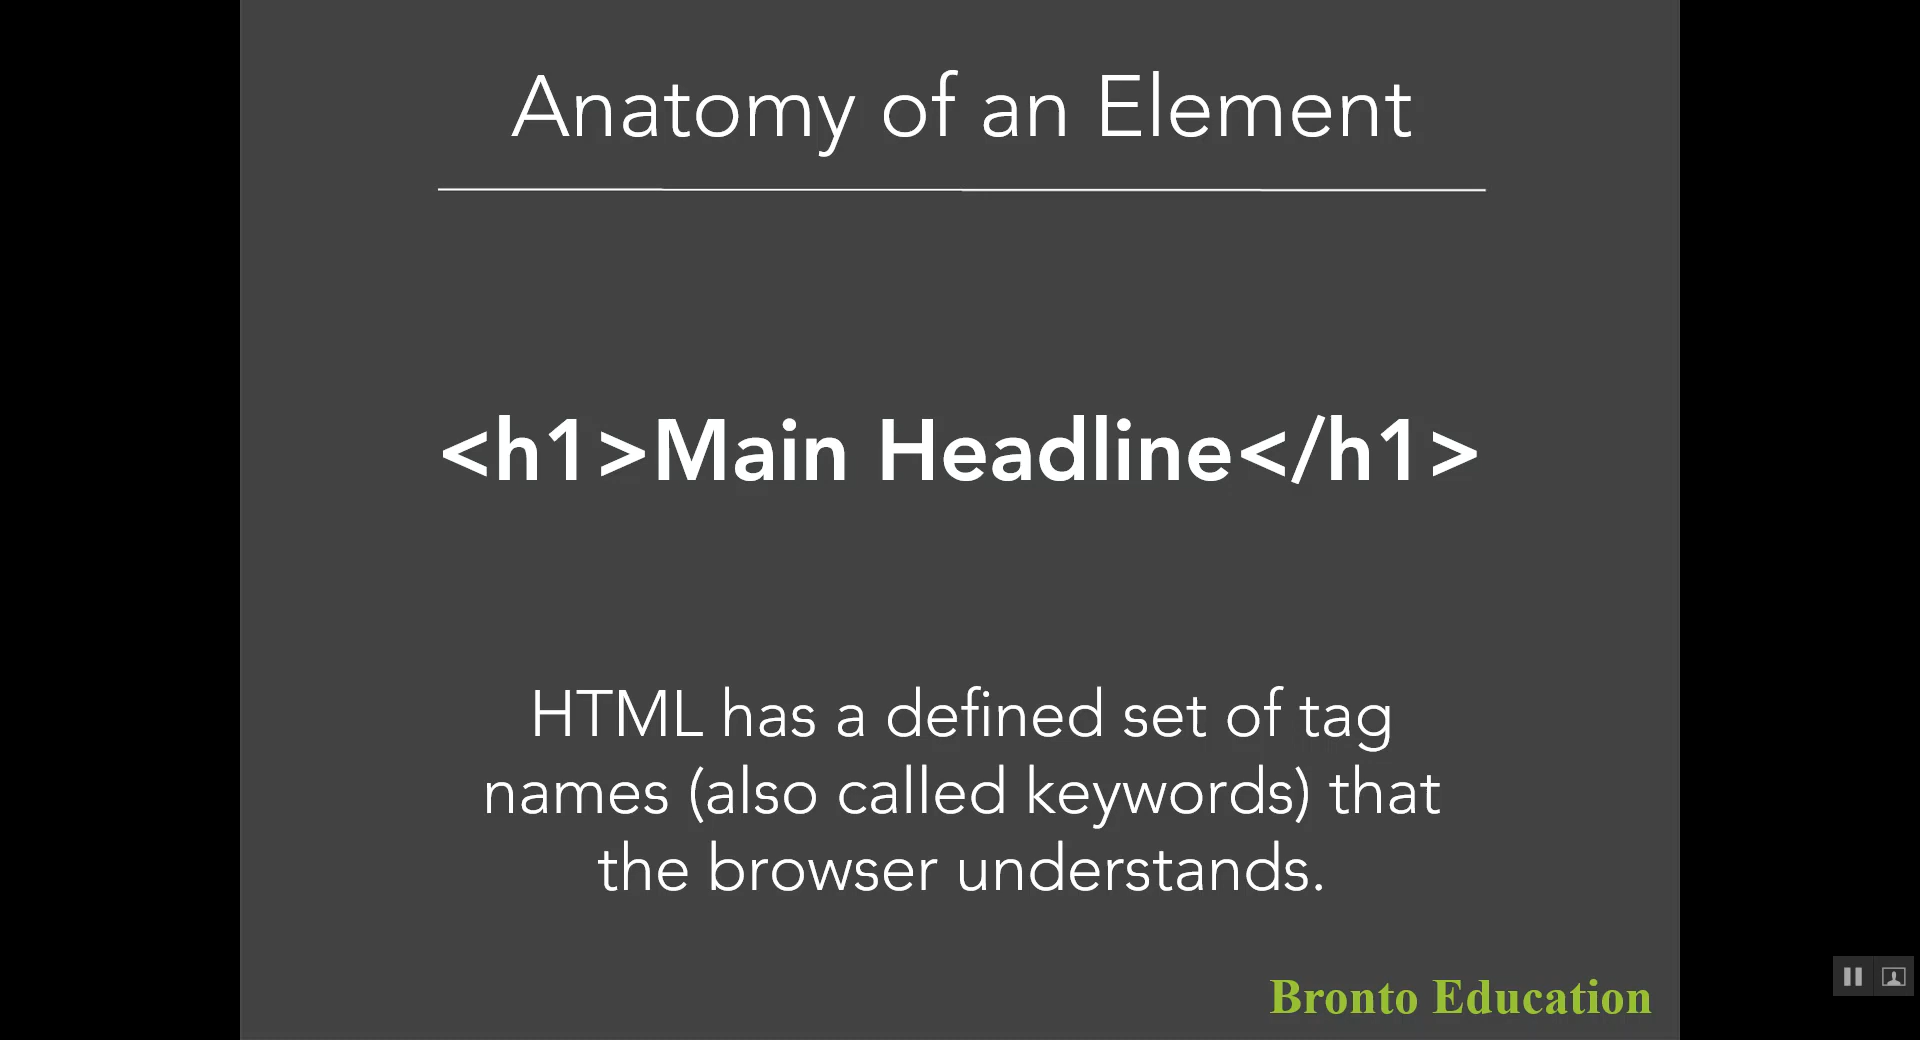 Anatomy of an Element
<h1>Main Headline</h1>
HTML has a defined set of tag
names (also called keywords) that
the browser understands.
Bronto Education